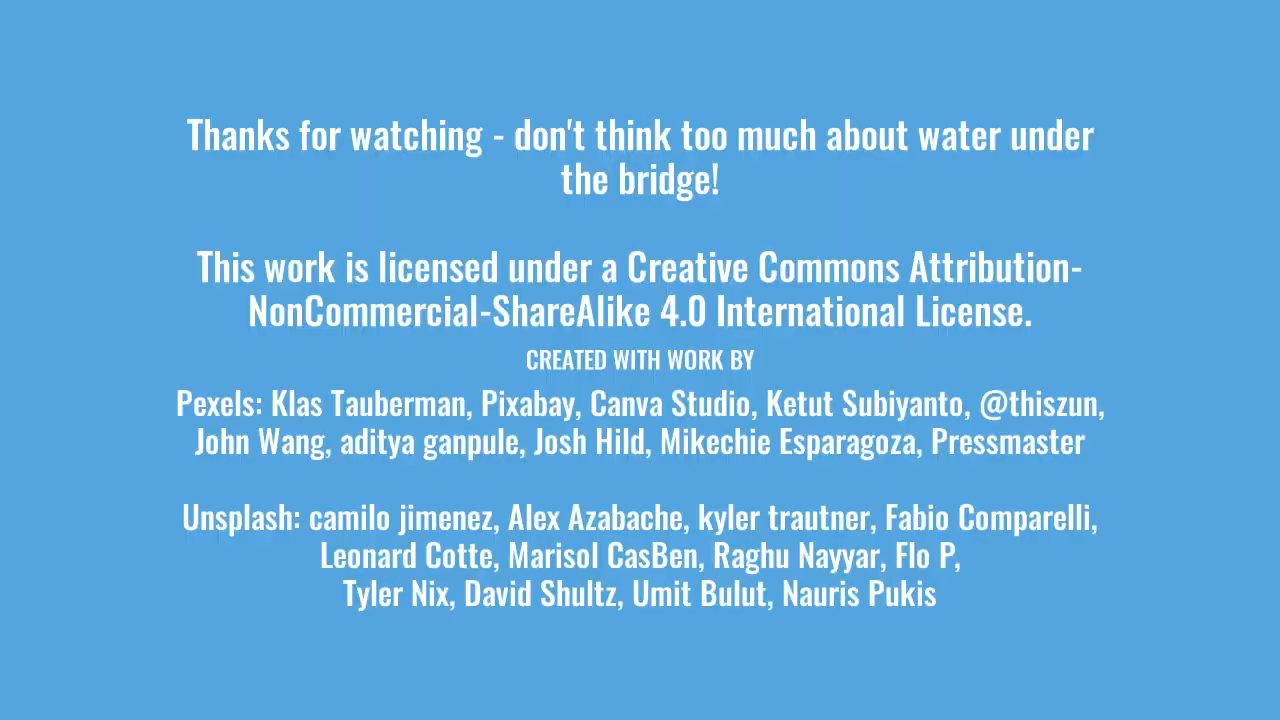 Thanks for watching - don't think too much about water under
the bridge!
This work is licensed under a Creative Commons Attribution-
NonCommercial-ShareAlike 4.0 International License.
CREATED WITH WORK BY
Pexels: Klas Tauberman, Pixabay, Canva Studio, Ketut Subiyanto, @thiszun,
John Wang, aditya ganpule, Josh Hild, Mikechie Esparagoza, Pressmaster
Unsplash: camilo jimenez, Alex Azabache, kyler trautner, Fabio Comparelli,
Leonard Cotte, Marisol CasBen, Raghu Nayyar, Flo P,
Tyler Nix, David Shultz, Umit Bulut, Nauris Pukis